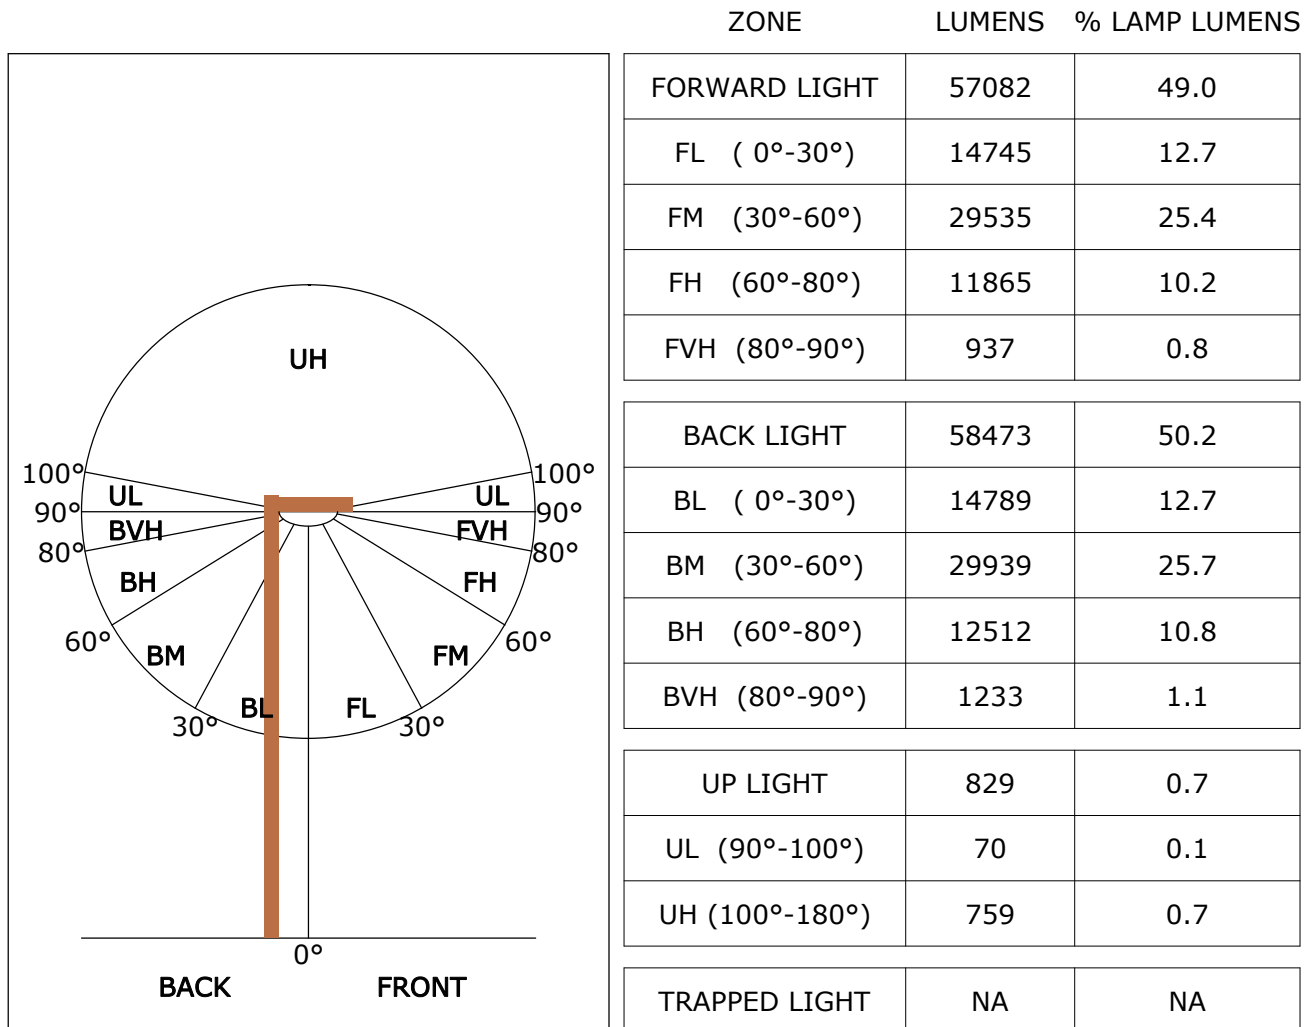 ZONE LUMENS % LAMP LUMENS
FORWARD LIGHT 57082 49.0
FL ( 0°-30°) 14745 12.7
FM (30°-60°) 29535 25.4
FH (60°-80°) 11865 10.2
FVH (80°-90°) 937 0.8
BACK LIGHT 58473 50.2
BL ( 0°-30°) 14789 12.7
BM (30°-60°) 29939 25.7
BH (60°-80°) 12512 10.8
BVH (80°-90°) 1233 1.1
UP LIGHT 829 0.7
UL (90°-100°) 70 0.1
UH (100°-180°) 759 0.7
TRAPPED LIGHT NA NA
UH
100° 100°
UL UL
90° 90°
BVH FVH
80° 80°
BH FH
60° 60°
BM FM
BL FL
30° 30°
0°
BACK FRONT